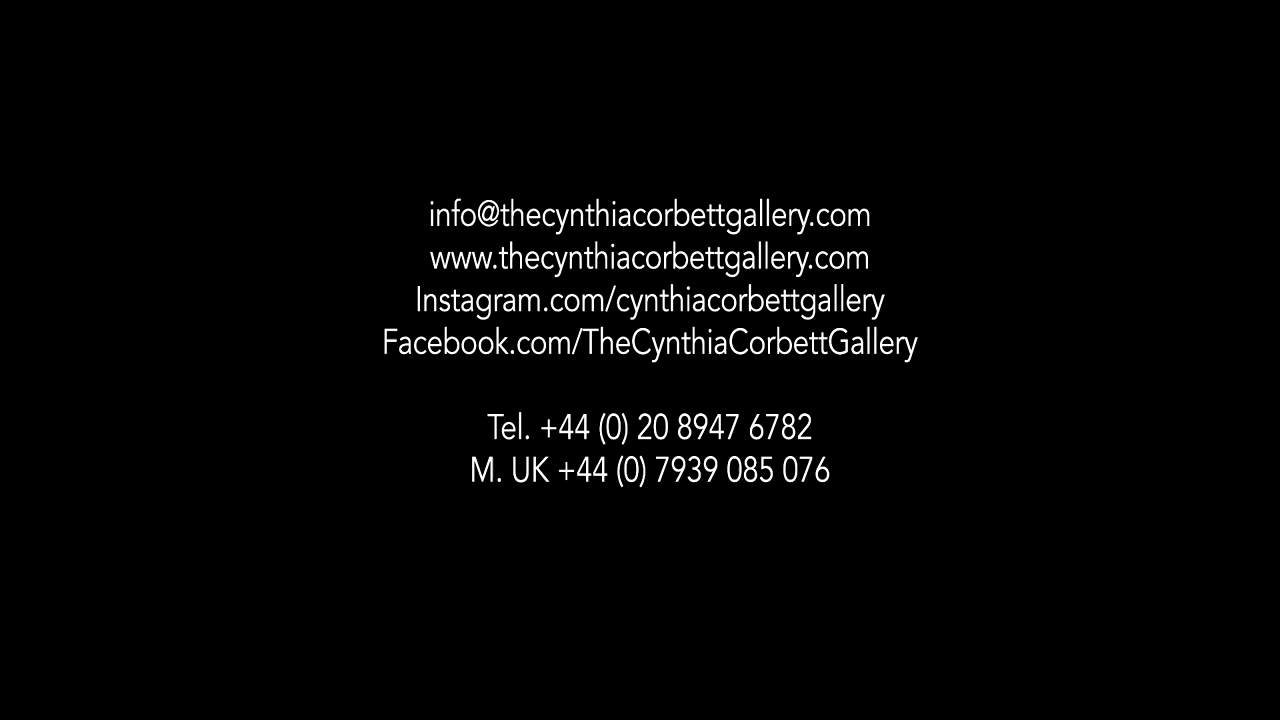 info@thecynthiacorbettgallery.com
www.thecynthiacorbettgallery.com
Instagram.com/cynthiacorbettgallery
Facebook.com/TheCynthiaCorbettGallery
Tel. +44 (0) 20 8947 6782
M. UK +44 (0) 7939 085 076